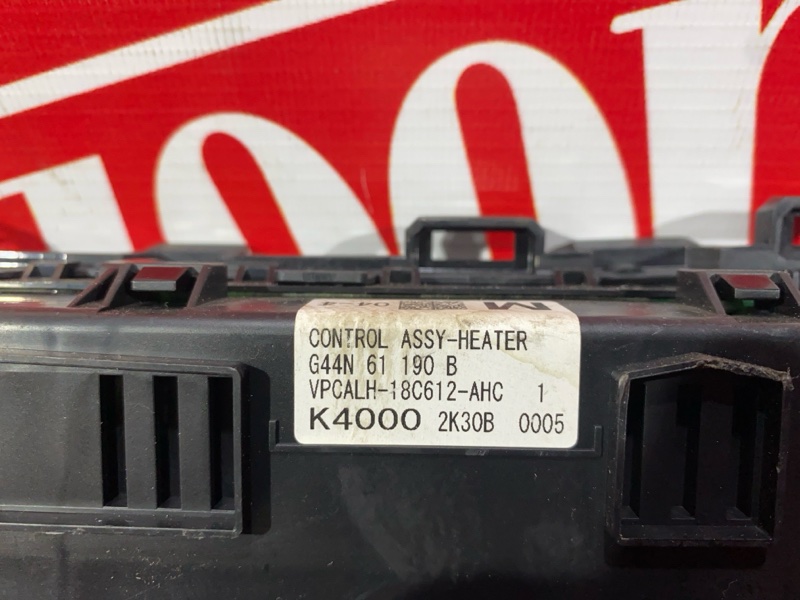 M
CONTROL ASSY-HEATER
G44N 61 190 B
VPCALH-18C612-AHC 1
K4000 2K30B 0005